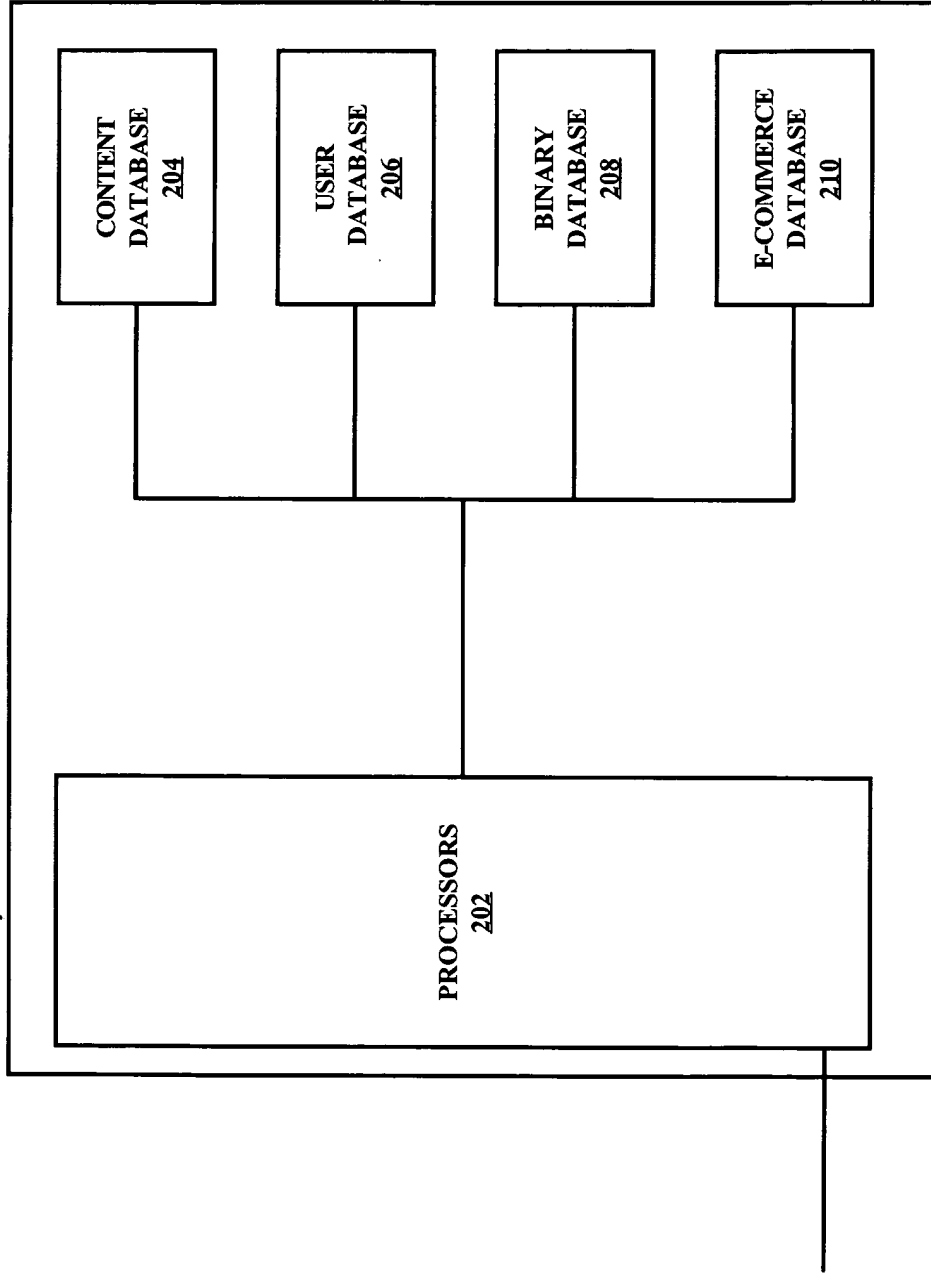 CONTENT
DATABASE
204
USER
DATABASE
206
BINARY
DATABASE
208
E-COMMERCE
DATABASE
210
PROCESSORS
202